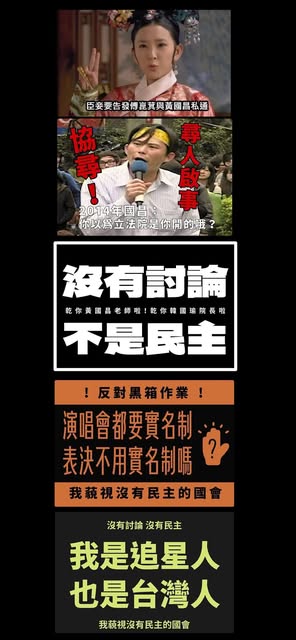 臣妾要告發傅崑萁與黃國昌私通
協尋！
尋人啟事
2014年國昌：
你以為立法院是你開的哦？
沒有討論
乾你黃國昌老師啦！乾你韓國瑜院長啦
不是民主
！反對黑箱作業！
演唱會都要實名制
表決不用實名制嗎
?
我藐視沒有民主的國會
沒有討論 沒有民主
我是追星人
也是台灣人
我藐視沒有民主的國會